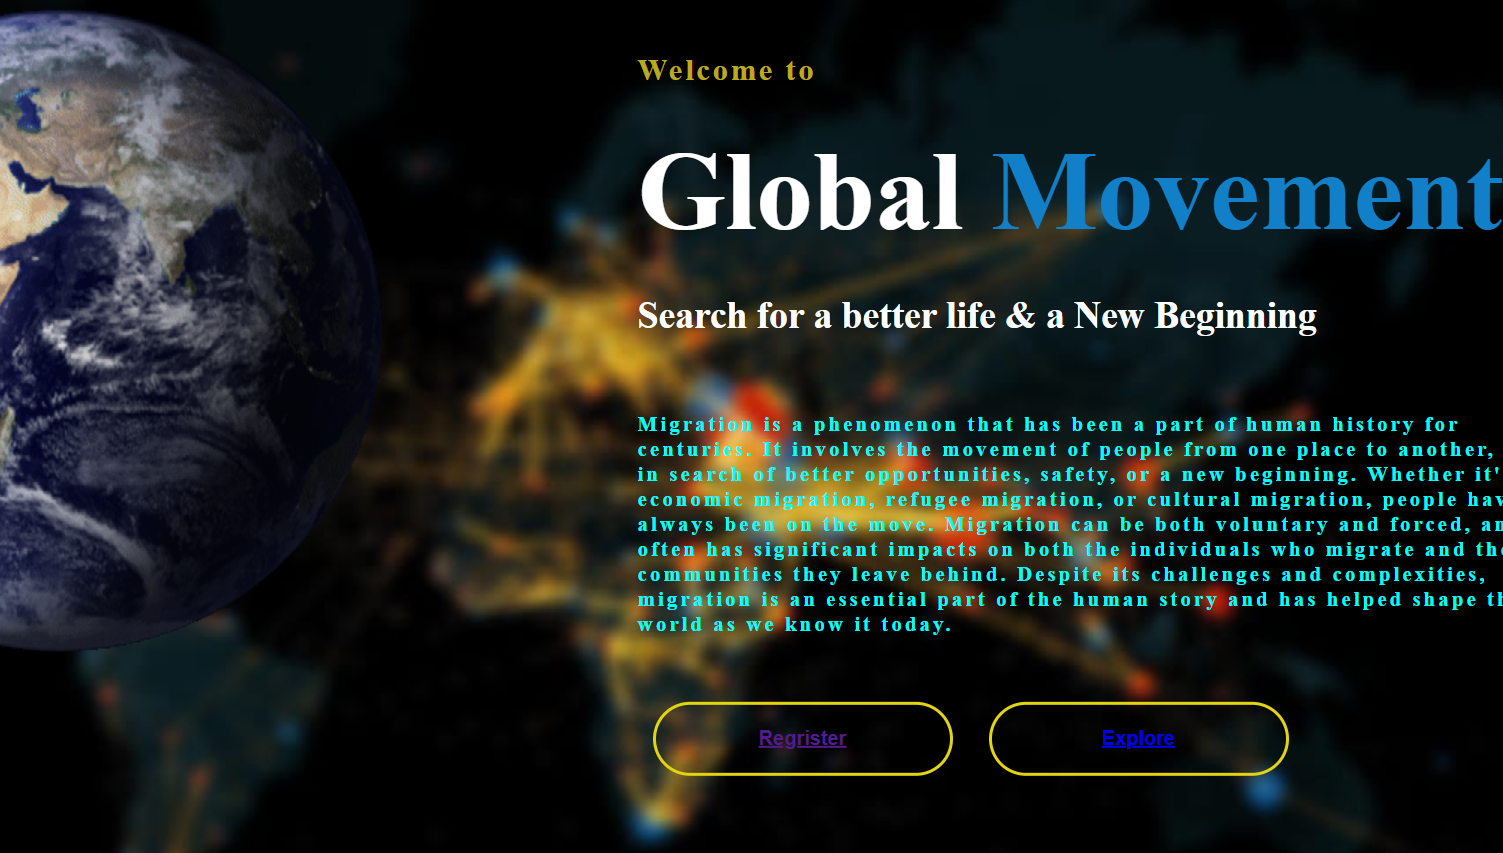 Welcome to
Global Movement
Search for a better life & a New Beginning
Migration is a phenomenon that has been a part of human history for
centuries. It involves the movement of people from one place to another,
in search of better opportunities, safety, or a new beginning. Whether it'
economic migration, refugee migration, or cultural migration, people hav
always been on the move. Migration can be both voluntary and forced, an
often has significant impacts on both the individuals who migrate and the
communities they leave behind. Despite its challenges and complexities,
migration is an essential part of the human story and has helped shape th
world as we know it today.
Regrister
Explore